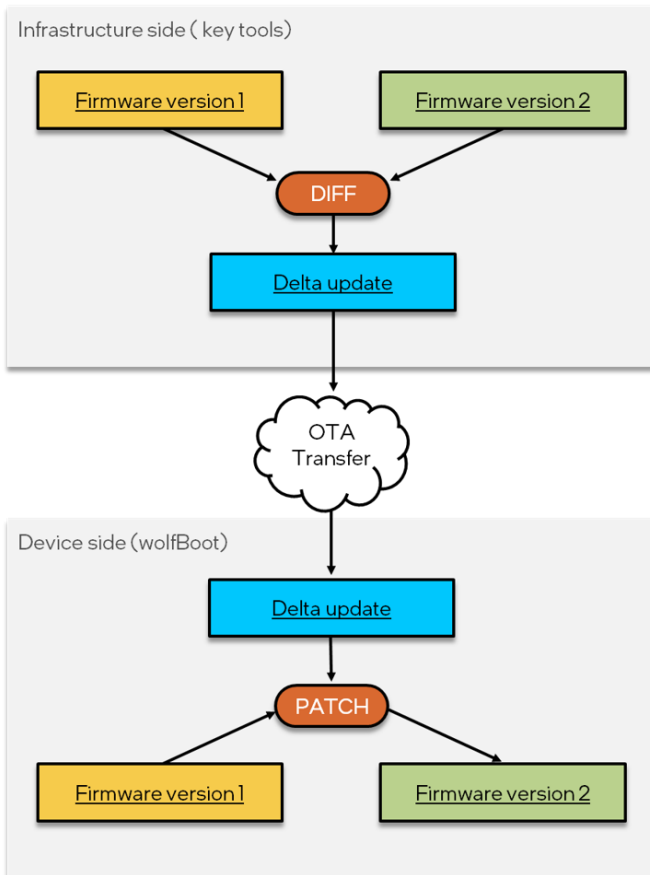 Infrastructure side ( key tools)
Firmware version 1
Firmware version 2
DIFF
Delta update
OTA
Transfer
Device side (wolfBoot)
Delta update
PATCH
Firmware version 1
Firmware version 2